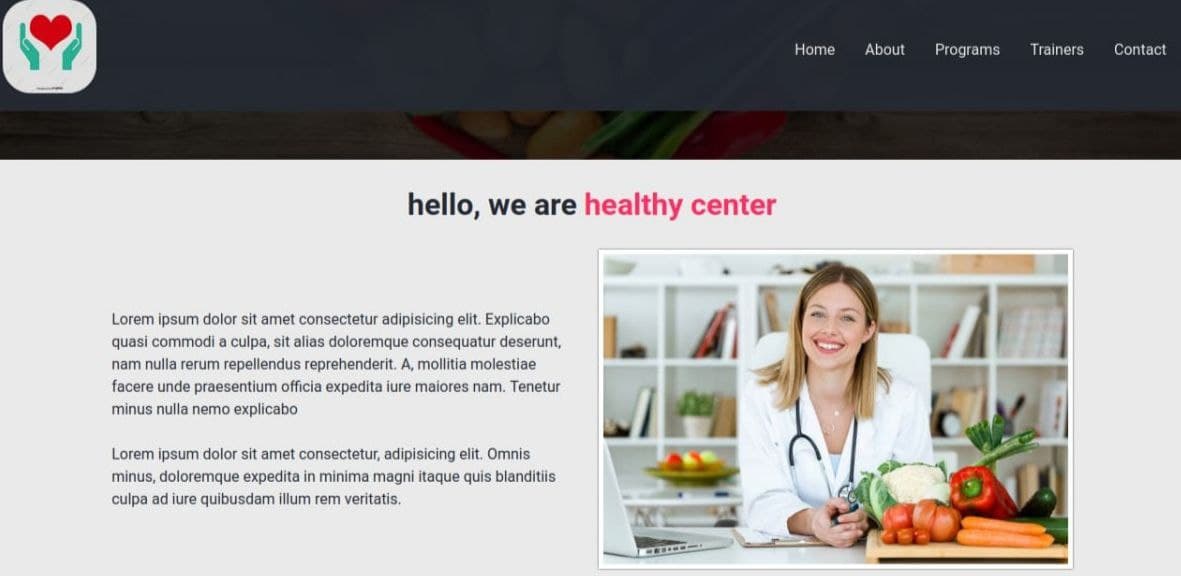 Home About Programs Trainers Contact
hello, we are healthy center
Lorem ipsum dolor sit amet consectetur adipisicing elit. Explicabo
quasi commodi a culpa, sit alias doloremque consequatur deserunt,
nam nulla rerum repellendus reprehenderit. A, mollitia molestiae
facere unde praesentium officia expedita iure maiores nam. Tenetur
minus nulla nemo explicabo
Lorem ipsum dolor sit amet consectetur, adipisicing elit. Omnis
minus, doloremque expedita in minima magni itaque quis blanditiis
culpa ad iure quibusdam illum rem veritatis.